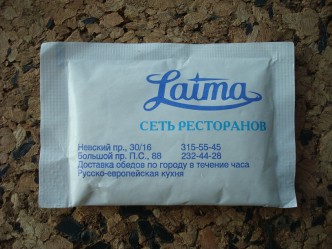 Laima
СЕТЬ РЕСТОРАНОВ
Невский пр., 30/16 315-55-45
Большой пр. П.С., 88 232-44-28
Доставка обедов по городу в течение часа
Русско-европейская кухня